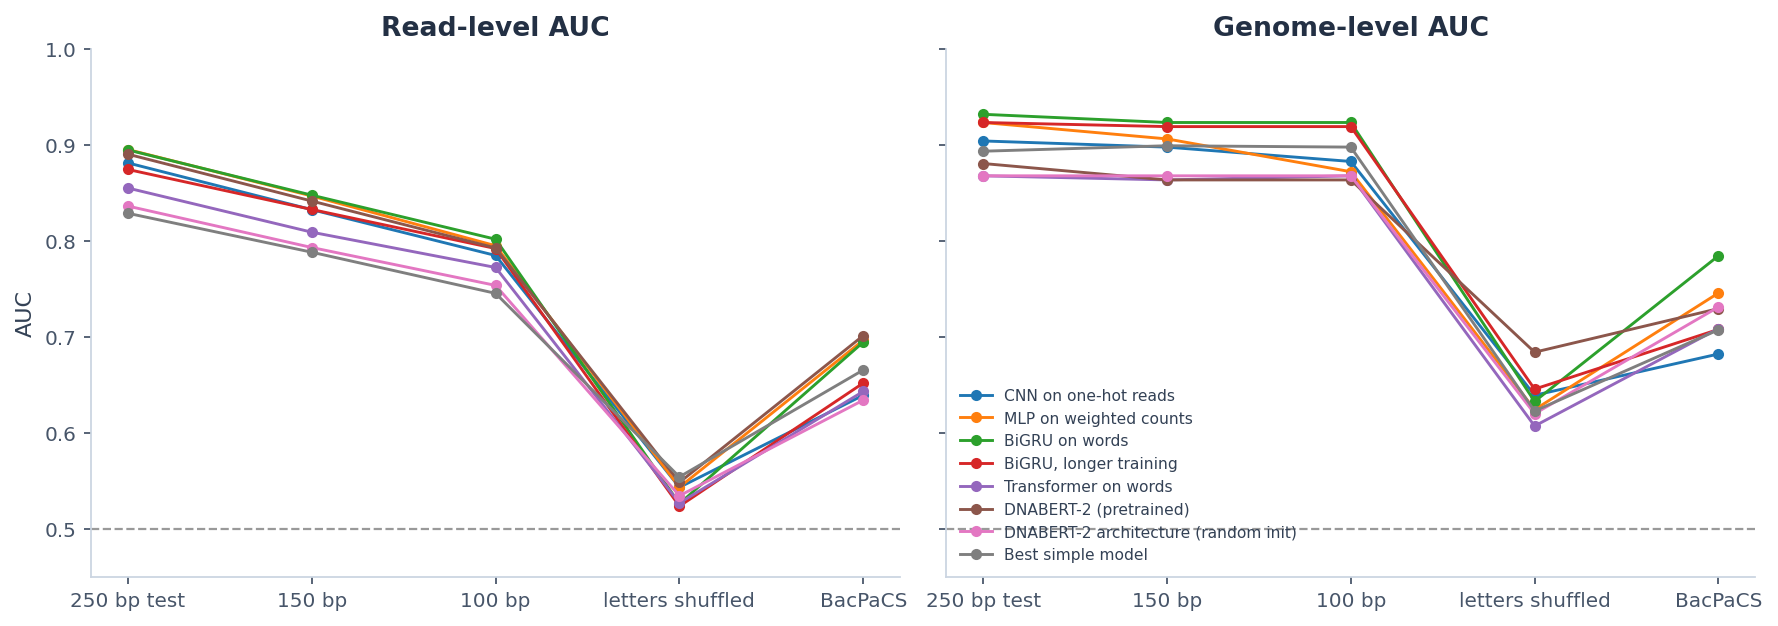 Read-level AUC
Genome-level AUC
AUC
1.0
0.9
0.8
0.7
0.6
0.5
CNN on one-hot reads
MLP on weighted counts
BiGRU on words
BiGRU, longer training
Transformer on words
DNABERT-2 (pretrained)
DNABERT-2 architecture (random init)
Best simple model
250 bp test 150 bp 100 bp letters shuffled BacPaCS
250 bp test 150 bp 100 bp letters shuffled BacPaCS